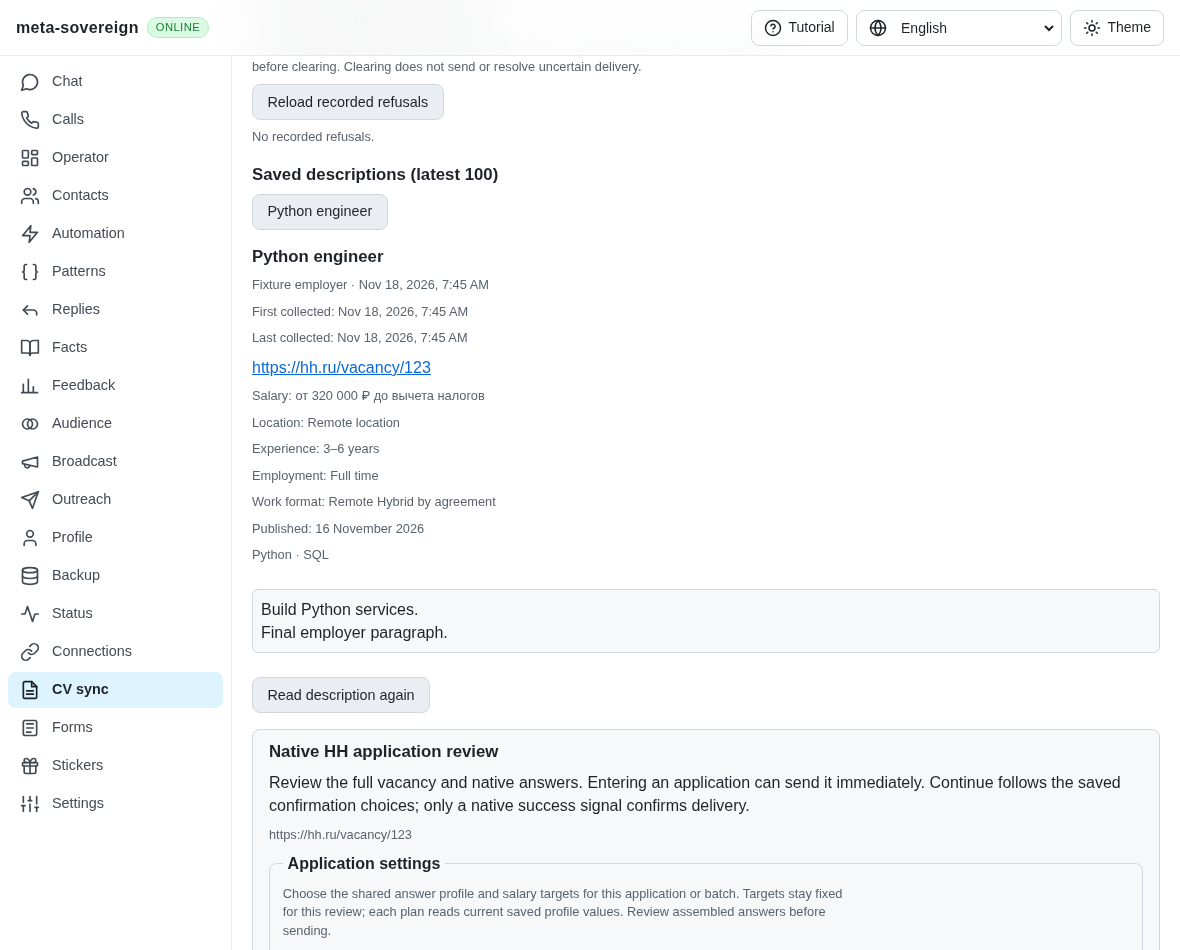 meta-sovereign ONLINE
Tutorial
English
Theme
Chat
Calls
Operator
Contacts
Automation
Patterns
Replies
Facts
Feedback
Audience
Broadcast
Outreach
Profile
Backup
Status
Connections
CV sync
Forms
Stickers
Settings
before clearing. Clearing does not send or resolve uncertain delivery.
Reload recorded refusals
No recorded refusals.
Saved descriptions (latest 100)
Python engineer
Python engineer
Fixture employer · Nov 18, 2026, 7:45 AM
First collected: Nov 18, 2026, 7:45 AM
Last collected: Nov 18, 2026, 7:45 AM
https://hh.ru/vacancy/123
Salary: от 320 000 ₽ до вычета налогов
Location: Remote location
Experience: 3–6 years
Employment: Full time
Work format: Remote Hybrid by agreement
Published: 16 November 2026
Python · SQL
Build Python services.
Final employer paragraph.
Read description again
Native HH application review
Review the full vacancy and native answers. Entering an application can send it immediately. Continue follows the saved
confirmation choices; only a native success signal confirms delivery.
https://hh.ru/vacancy/123
Application settings
Choose the shared answer profile and salary targets for this application or batch. Targets stay fixed
for this review; each plan reads current saved profile values. Review assembled answers before
sending.